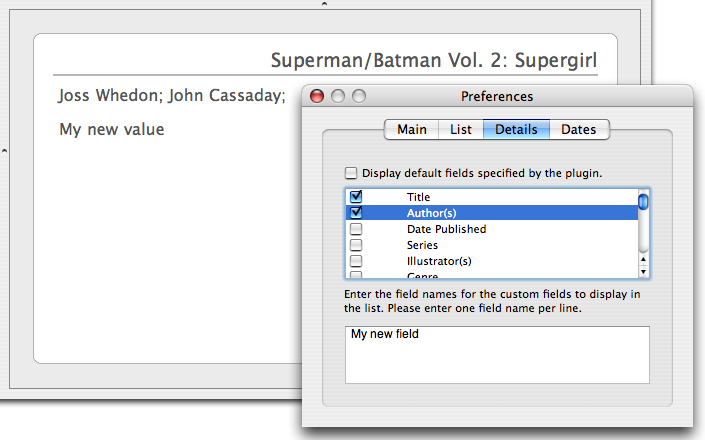 Superman/Batman Vol. 2: Supergirl
Joss Whedon; John Cassaday;
My new value
Preferences
Main List Details Dates
Display default fields specified by the plugin.
Title
Author(s)
Date Published
Series
Illustrator(s)
Genre
Enter the field names for the custom fields to display in
the list. Please enter one field name per line.
My new field